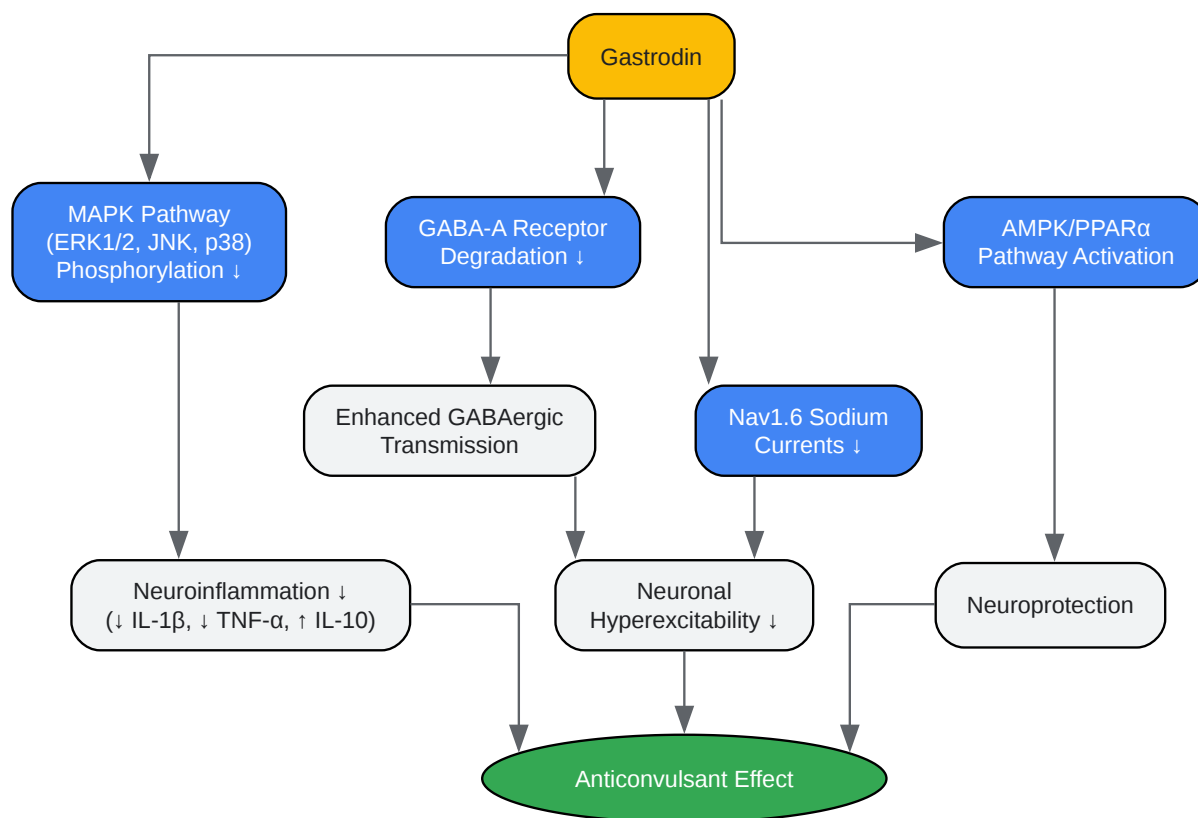 Gastrodin
MAPK Pathway
(ERK1/2, JNK, p38)
Phosphorylation ↓
GABA-A Receptor
Degradation ↓
AMPK/PPARα
Pathway Activation
Enhanced GABAergic
Transmission
Nav1.6 Sodium
Currents ↓
Neuroinflammation ↓
(↓ IL-1β, ↓ TNF-α, ↑ IL-10)
Neuronal
Hyperexcitability ↓
Neuroprotection
Anticonvulsant Effect